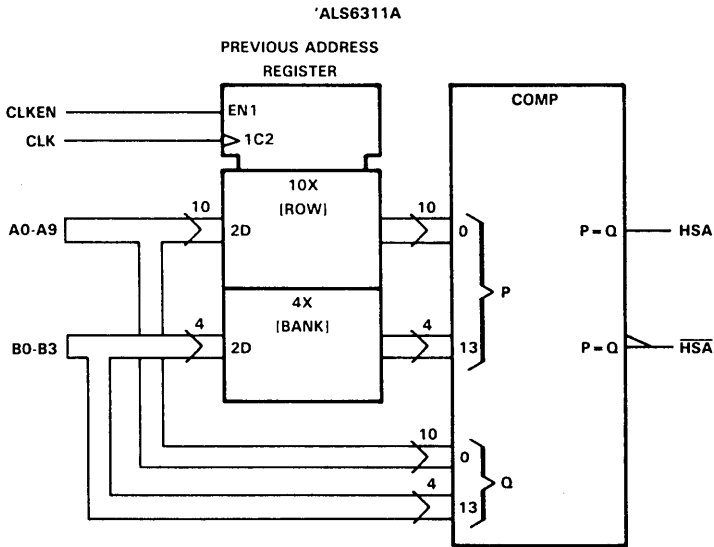 'ALS6311A
PREVIOUS ADDRESS
REGISTER
COMP
CLKEN
EN1
CLK
1C2
10X
[ROW]
A0-A9
10
2D
10
0
P = Q
HSA
P
4X
[BANK]
B0-B3
4
2D
4
13
P = Q
HSA
10
0
Q
4
13